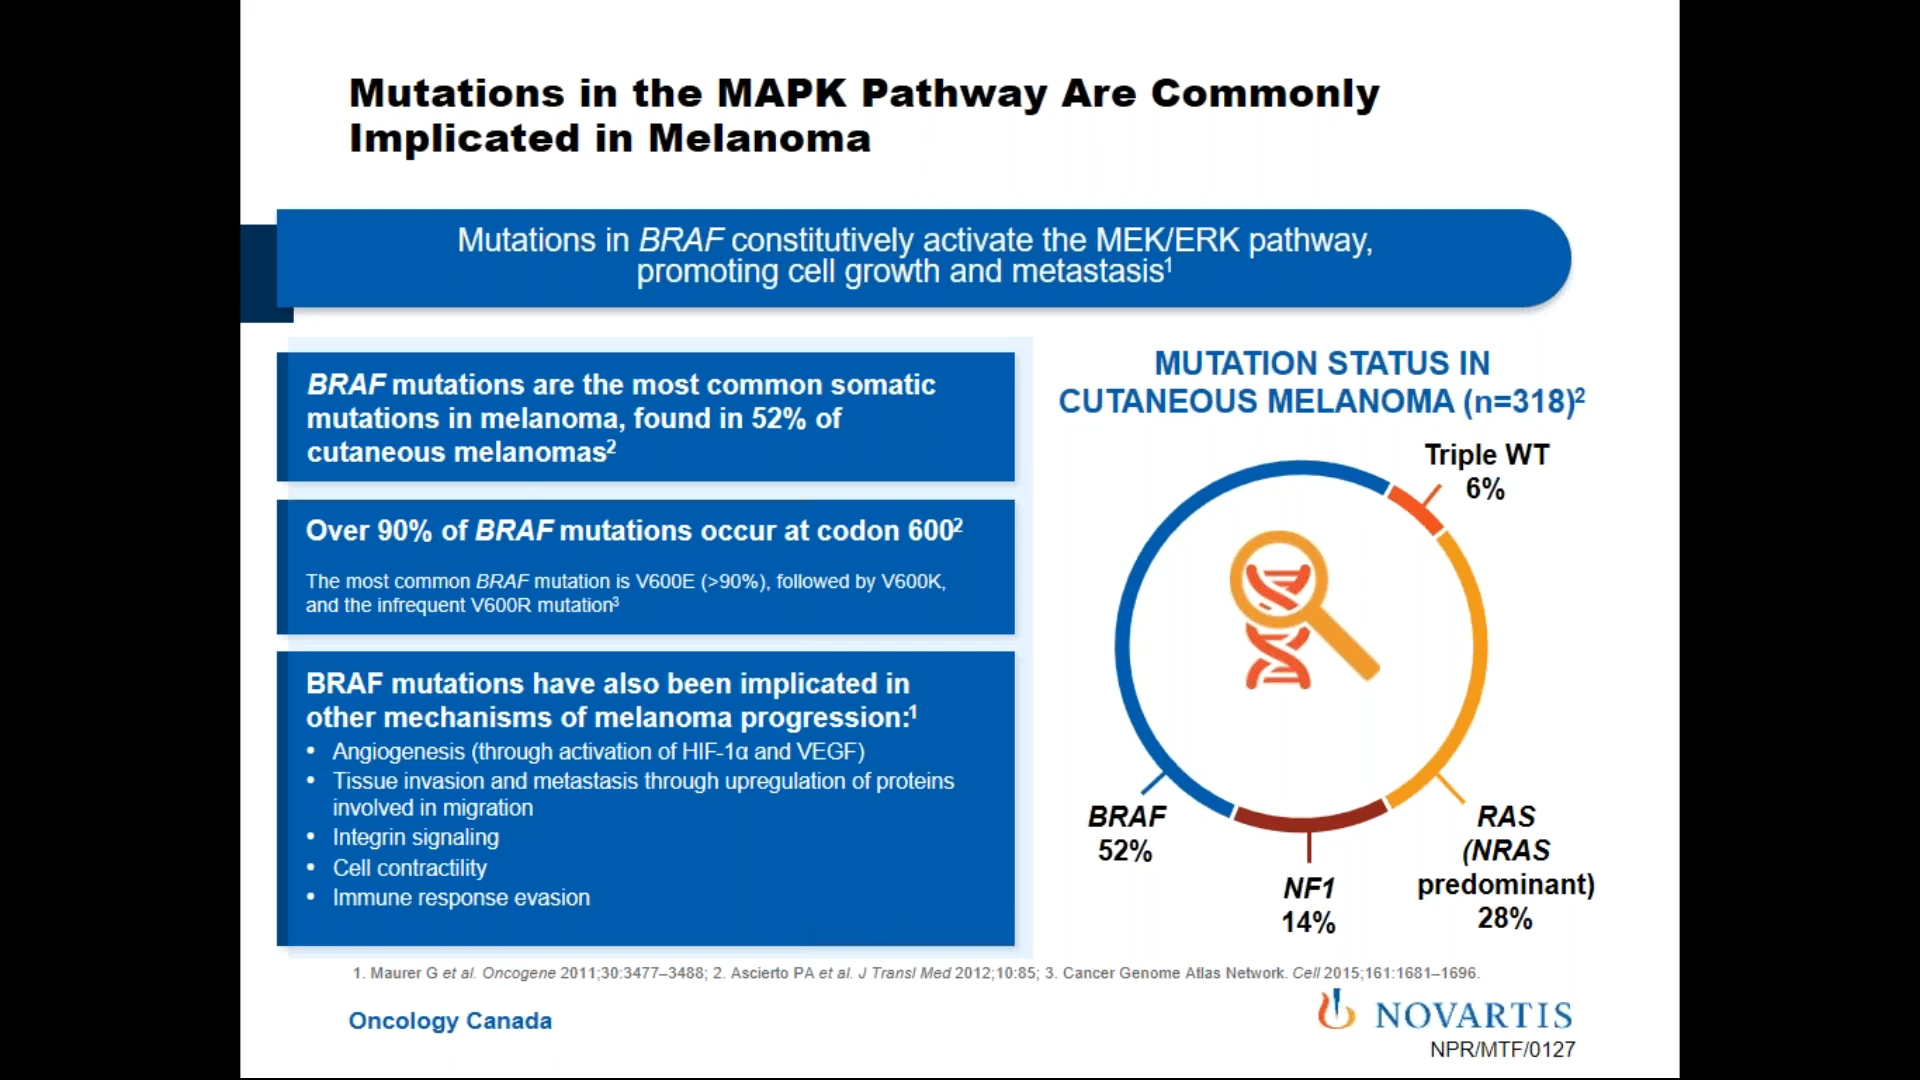 Mutations in the MAPK Pathway Are Commonly
Implicated in Melanoma
Mutations in BRAF constitutively activate the MEK/ERK pathway,
promoting cell growth and metastasis¹
BRAF mutations are the most common somatic
mutations in melanoma, found in 52% of
cutaneous melanomas²
Over 90% of BRAF mutations occur at codon 600²
The most common BRAF mutation is V600E (>90%), followed by V600K,
and the infrequent V600R mutation³
BRAF mutations have also been implicated in
other mechanisms of melanoma progression:¹
• Angiogenesis (through activation of HIF-1α and VEGF)
• Tissue invasion and metastasis through upregulation of proteins
involved in migration
• Integrin signaling
• Cell contractility
• Immune response evasion
MUTATION STATUS IN
CUTANEOUS MELANOMA (n=318)²
Triple WT
6%
BRAF
52%
NF1
14%
RAS
(NRAS
predominant)
28%
1. Maurer G et al. Oncogene 2011;30:3477–3488; 2. Ascierto PA et al. J Transl Med 2012;10:85; 3. Cancer Genome Atlas Network. Cell 2015;161:1681–1696.
Oncology Canada
NOVARTIS
NPR/MTF/0127